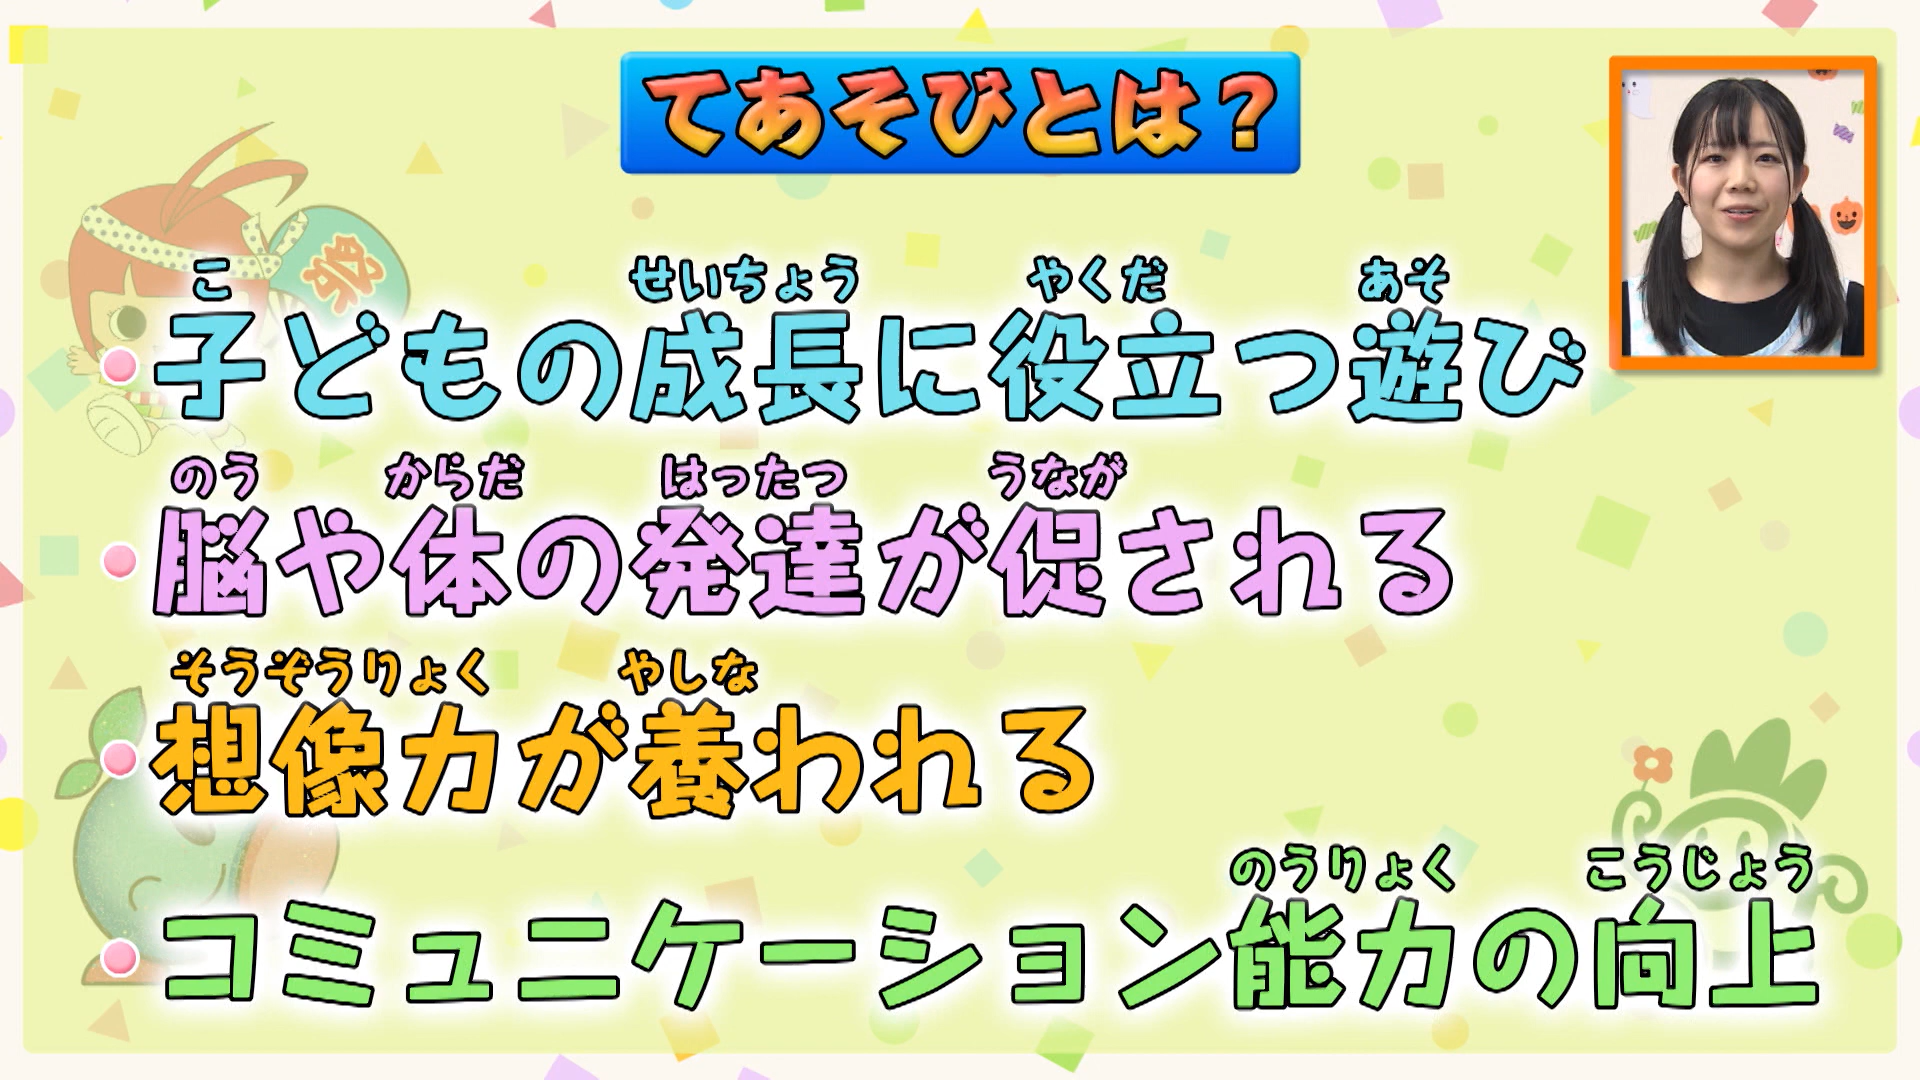 てあそびとは？
祭
こ せいちょう やくだ あそ
・子どもの成長に役立つ遊び
のう からだ はったつ うなが
・脳や体の発達が促される
そうぞうりょく やしな
・想像力が養われる
のうりょく こうじょう
・コミュニケーション能力の向上